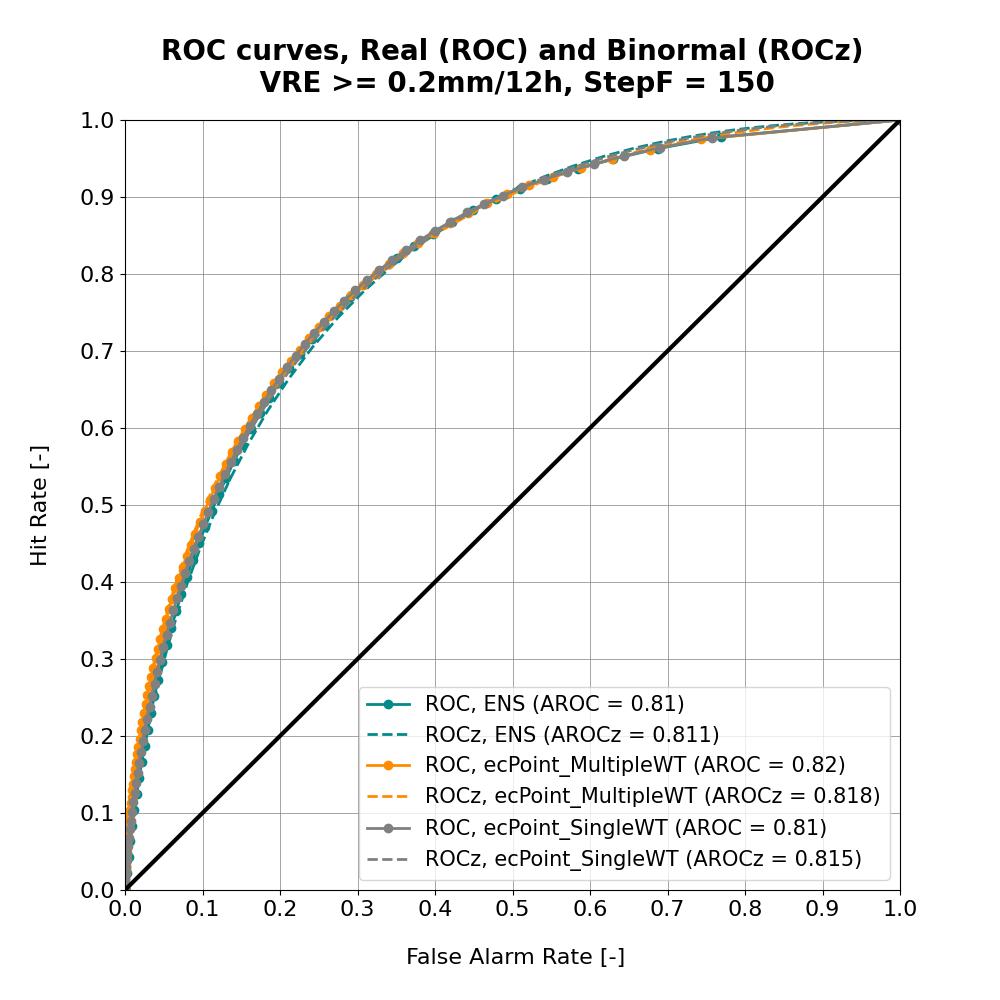 ROC curves, Real (ROC) and Binormal (ROCz)
VRE >= 0.2mm/12h, StepF = 150
1.0
0.9
0.8
0.7
0.6
0.5
0.4
0.3
0.2
0.1
0.0
Hit Rate [-]
ROC, ENS (AROC = 0.81)
ROCz, ENS (AROCz = 0.811)
ROC, ecPoint_MultipleWT (AROC = 0.82)
ROCz, ecPoint_MultipleWT (AROCz = 0.818)
ROC, ecPoint_SingleWT (AROC = 0.81)
ROCz, ecPoint_SingleWT (AROCz = 0.815)
0.0 0.1 0.2 0.3 0.4 0.5 0.6 0.7 0.8 0.9 1.0
False Alarm Rate [-]